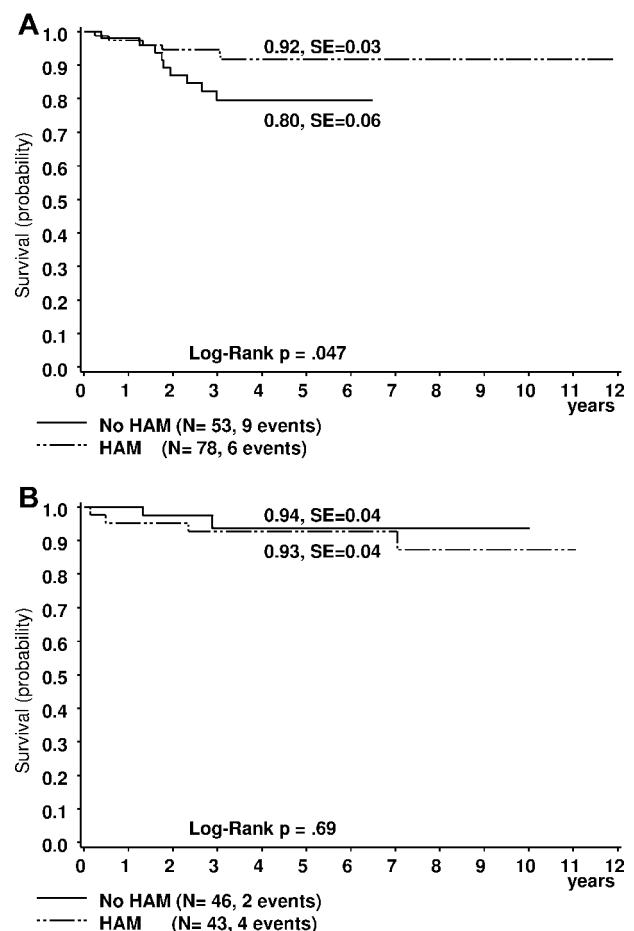 A
Survival (probability)
1.0
0.9
0.8
0.7
0.6
0.5
0.4
0.3
0.2
0.1
0.0
0.92, SE=0.03
0.80, SE=0.06
Log-Rank p = .047
0 1 2 3 4 5 6 7 8 9 10 11 12
years
No HAM (N= 53, 9 events)
HAM (N= 78, 6 events)
B
Survival (probability)
1.0
0.9
0.8
0.7
0.6
0.5
0.4
0.3
0.2
0.1
0.0
0.94, SE=0.04
0.93, SE=0.04
Log-Rank p = .69
0 1 2 3 4 5 6 7 8 9 10 11 12
years
No HAM (N= 46, 2 events)
HAM (N= 43, 4 events)